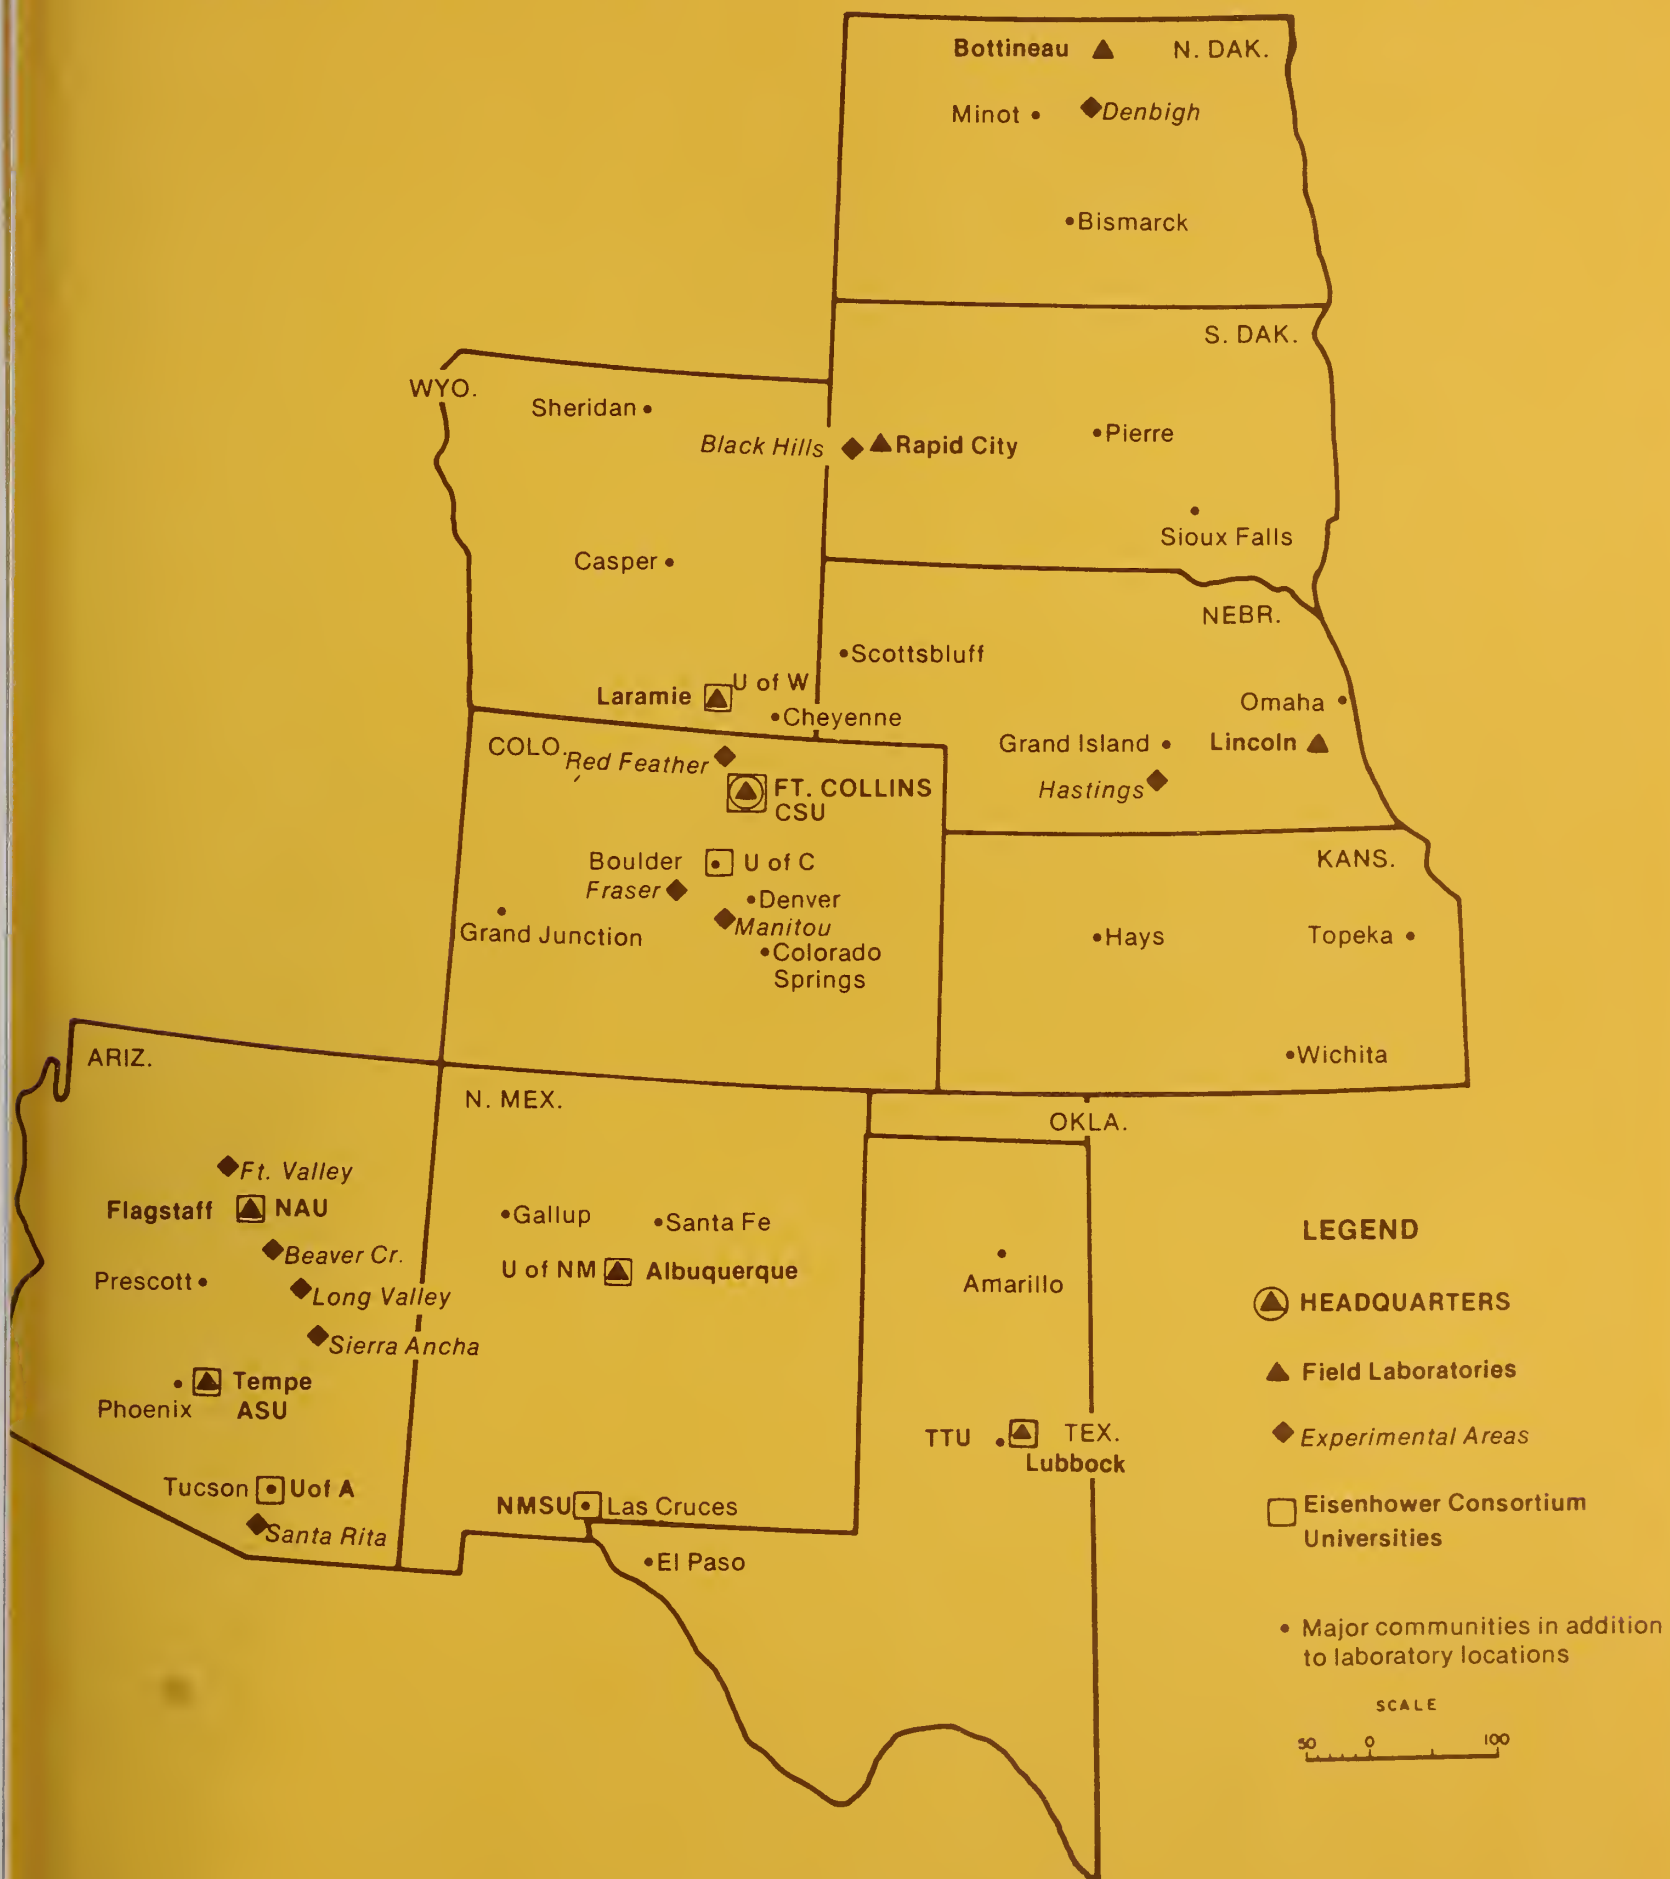 Bottineau N. DAK.
Minot Denbigh
Bismarck
S. DAK.
WYO.
Sheridan
Black Hills Rapid City
Pierre
Sioux Falls
Casper
NEBR.
Scottsbluff
Laramie U of W
Cheyenne
Omaha
COLO. Red Feather
Grand Island Lincoln
Hastings
FT. COLLINS
CSU
Boulder U of C
KANS.
Fraser
Denver
Manitou
Grand Junction
Colorado
Springs
Hays Topeka
Wichita
ARIZ.
N. MEX.
OKLA.
Ft. Valley
Flagstaff NAU
Beaver Cr.
Prescott
Long Valley
Sierra Ancha
Tempe
Phoenix ASU
Tucson Uof A
Santa Rita
Gallup Santa Fe
U of NM Albuquerque
NMSU Las Cruces
El Paso
Amarillo
TTU TEX.
Lubbock
LEGEND
HEADQUARTERS
Field Laboratories
Experimental Areas
Eisenhower Consortium
Universities
Major communities in addition
to laboratory locations
SCALE
50 0 100